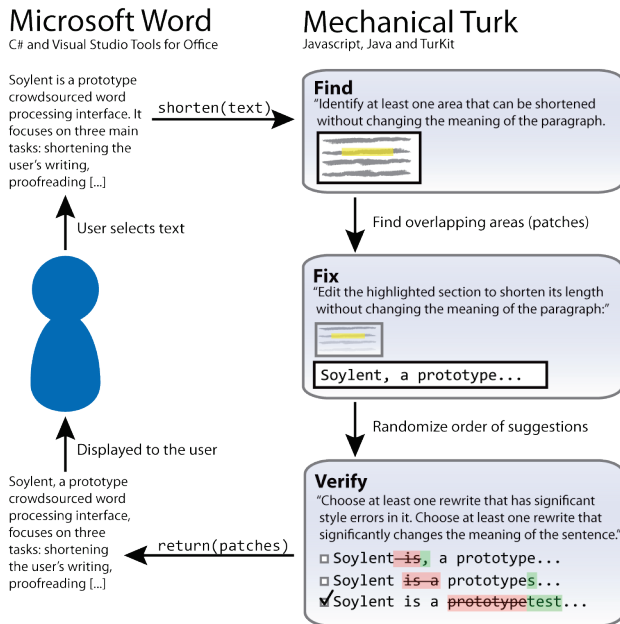 Microsoft Word
C# and Visual Studio Tools for Office
Soylent is a prototype
crowdsourced word
processing interface. It
focuses on three main
tasks: shortening the
user's writing,
proofreading [...]
shorten(text)
User selects text
Displayed to the user
Soylent, a prototype
crowdsourced word
processing interface,
focuses on three
tasks: shortening
the user's writing,
proofreading [...]
return(patches)
Mechanical Turk
Javascript, Java and TurKit
Find
"Identify at least one area that can be shortened
without changing the meaning of the paragraph.
Find overlapping areas (patches)
Fix
"Edit the highlighted section to shorten its length
without changing the meaning of the paragraph:"
Soylent, a prototype...
Randomize order of suggestions
Verify
"Choose at least one rewrite that has significant
style errors in it. Choose at least one rewrite that
significantly changes the meaning of the sentence."
Soylent is, a prototype...
Soylent is a prototypes...
Soylent is a prototypetest...